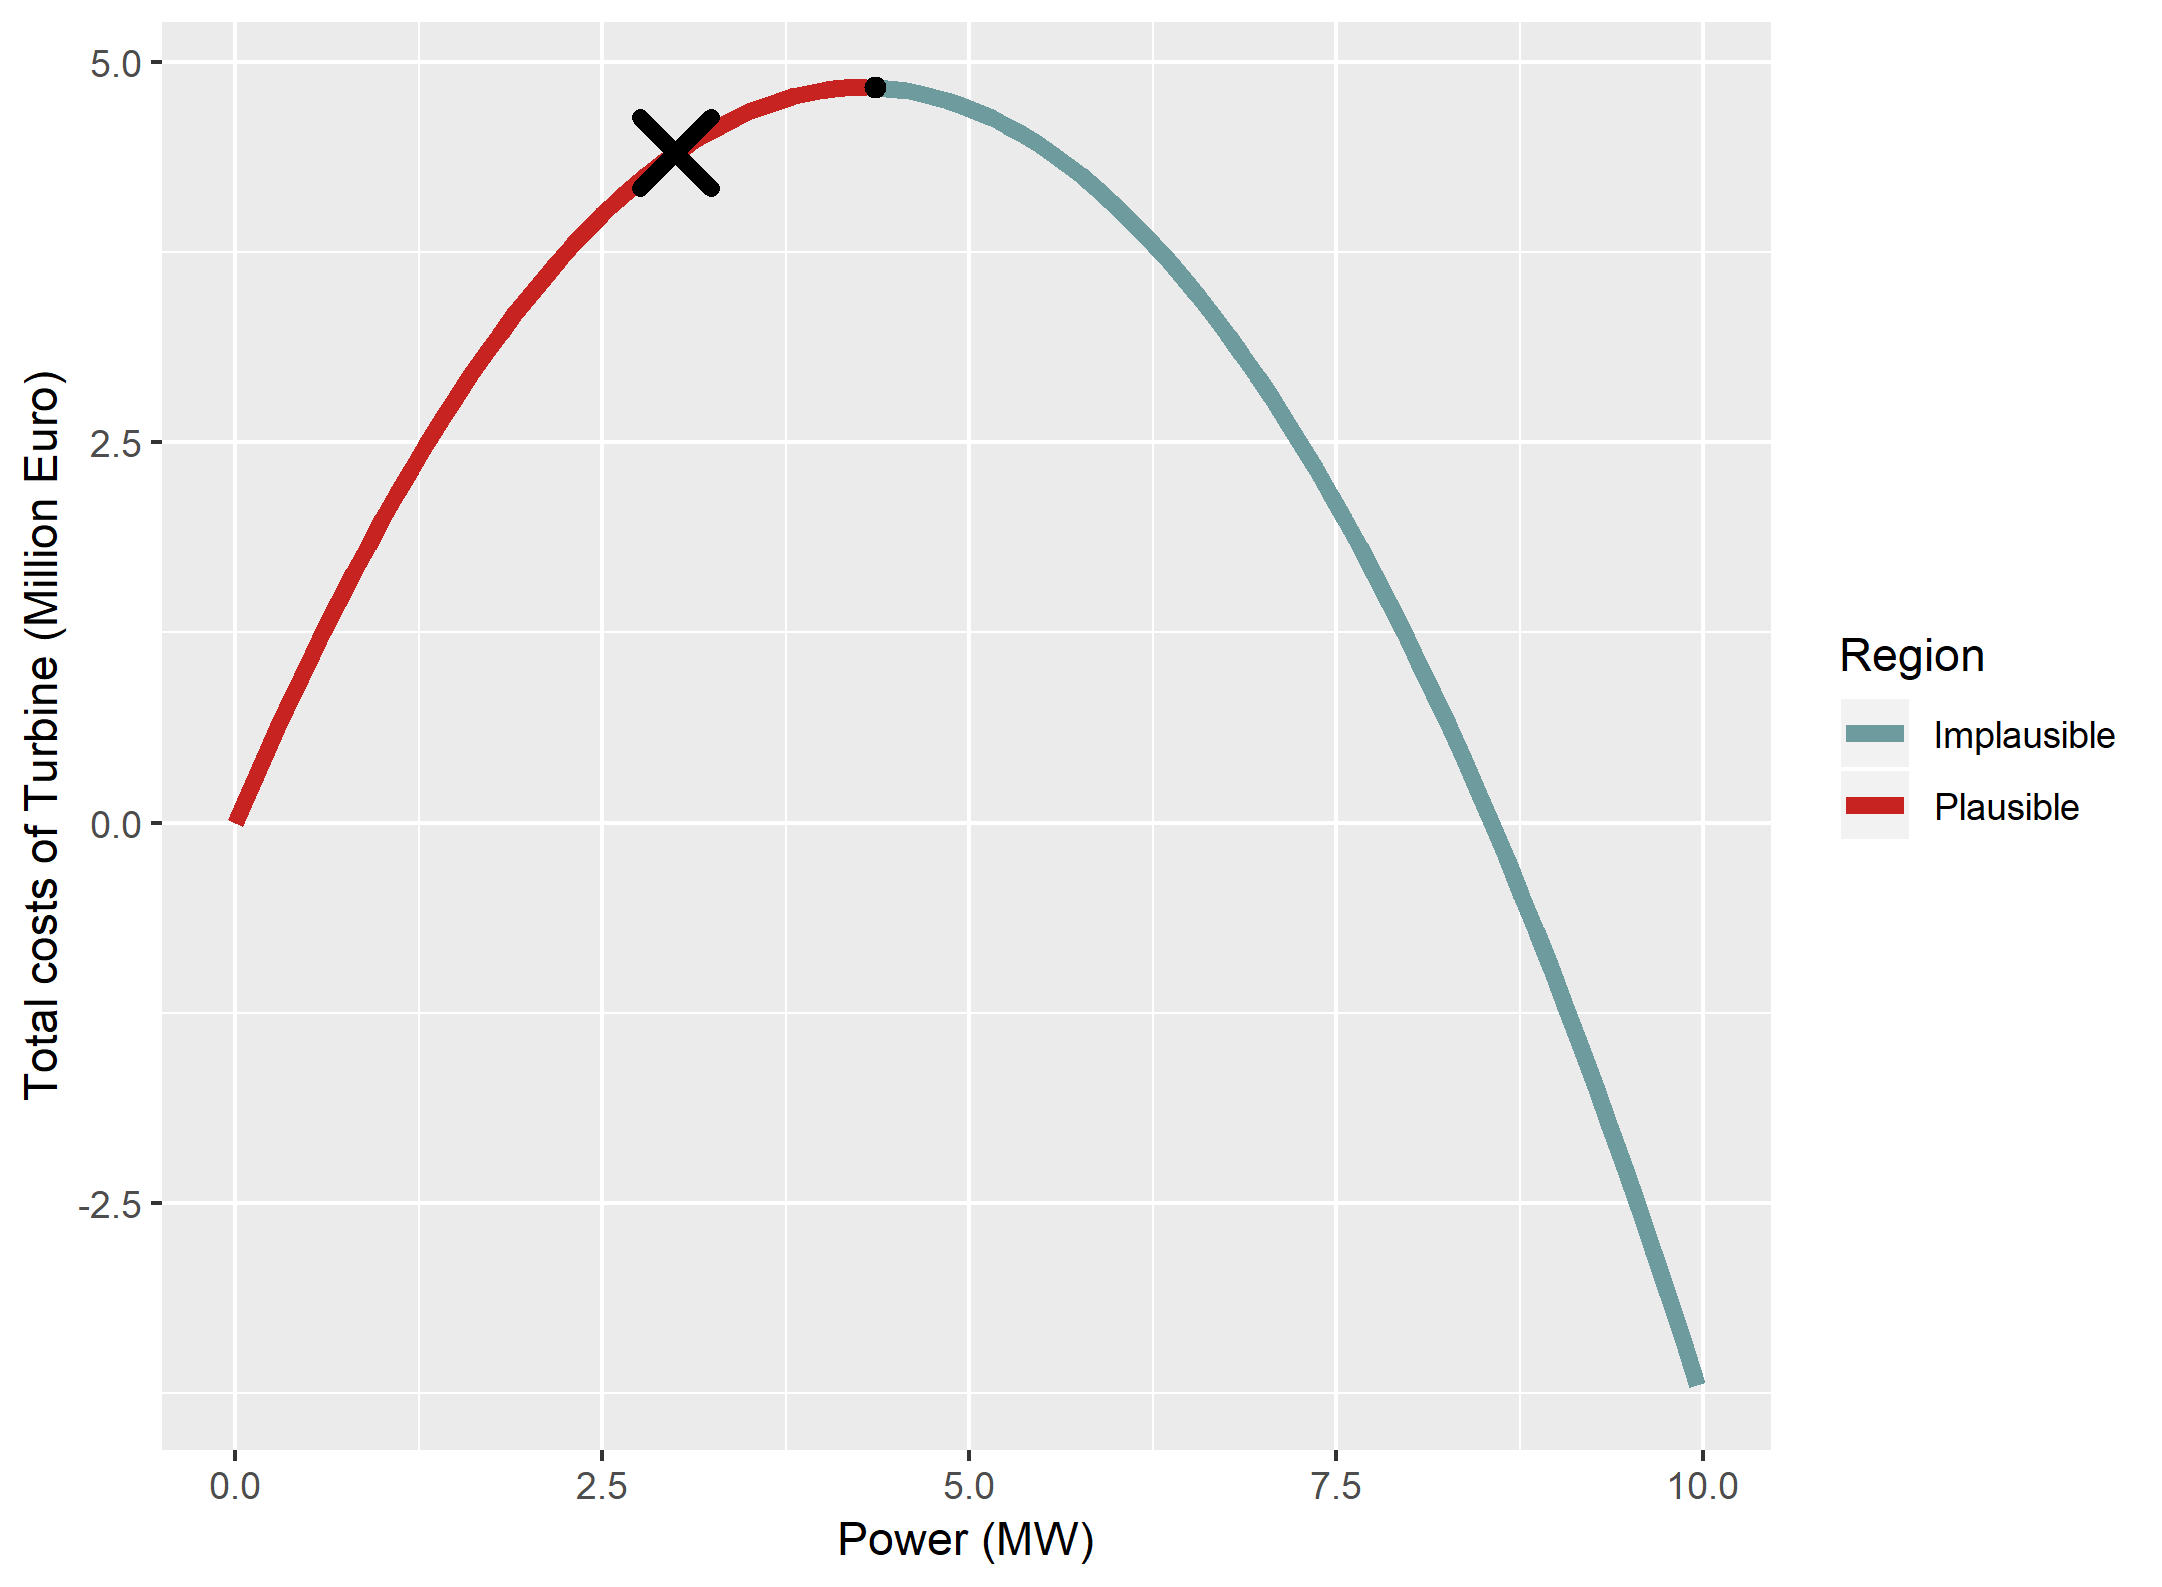 Total costs of Turbine (Million Euro)
5.0
2.5
0.0
-2.5
0.0 2.5 5.0 7.5 10.0
Power (MW)
Region
Implausible
Plausible